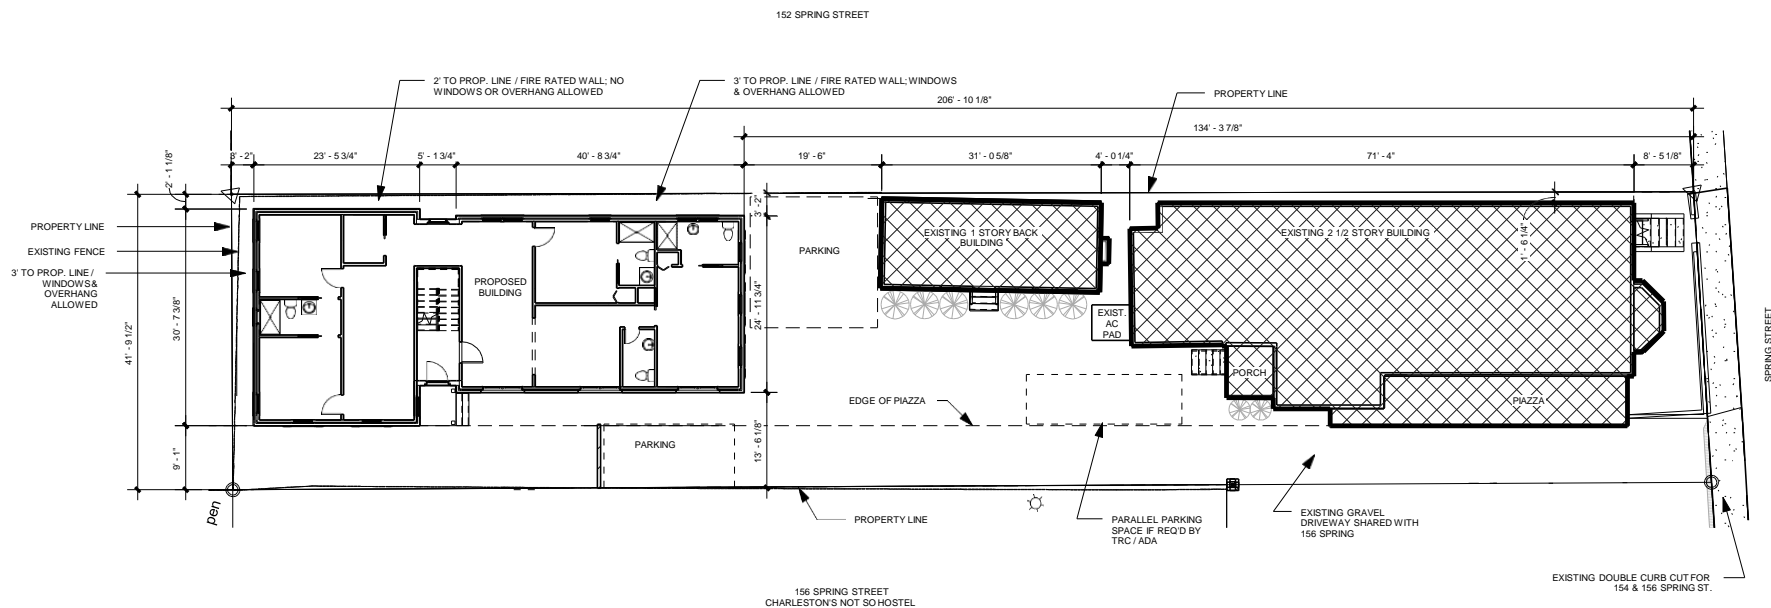 152 SPRING STREET
2' TO PROP. LINE / FIRE RATED WALL; NO
WINDOWS OR OVERHANG ALLOWED
3' TO PROP. LINE / FIRE RATED WALL; WINDOWS
& OVERHANG ALLOWED
PROPERTY LINE
206' - 10 1/8"
134' - 3 7/8"
3' - 2"
23' - 5 3/4"
5' - 1 3/4"
40' - 8 3/4"
19' - 6"
31' - 0 5/8"
4' - 0 1/4"
71' - 4"
8' - 5 1/8"
2' - 1 1/8"
3' - 2"
PROPERTY LINE
EXISTING FENCE
3' TO PROP. LINE /
WINDOWS &
OVERHANG
ALLOWED
30' - 7 3/8"
41' - 9 1/2"
9' - 1"
PROPOSED
BUILDING
24' - 11 3/4"
13' - 6 1/8"
PARKING
EXISTING 1 STORY BACK
BUILDING
EXISTING 2 1/2 STORY BUILDING
1' - 6 1/4"
EXIST.
AC
PAD
PORCH
PIAZZA
EDGE OF PIAZZA
PARKING
SPRING STREET
pen
PROPERTY LINE
PARALLEL PARKING
SPACE IF REQ'D BY
TRC / ADA
EXISTING GRAVEL
DRIVEWAY SHARED WITH
156 SPRING
EXISTING DOUBLE CURB CUT FOR
154 & 156 SPRING ST.
156 SPRING STREET
CHARLESTON'S NOT SO HOSTEL